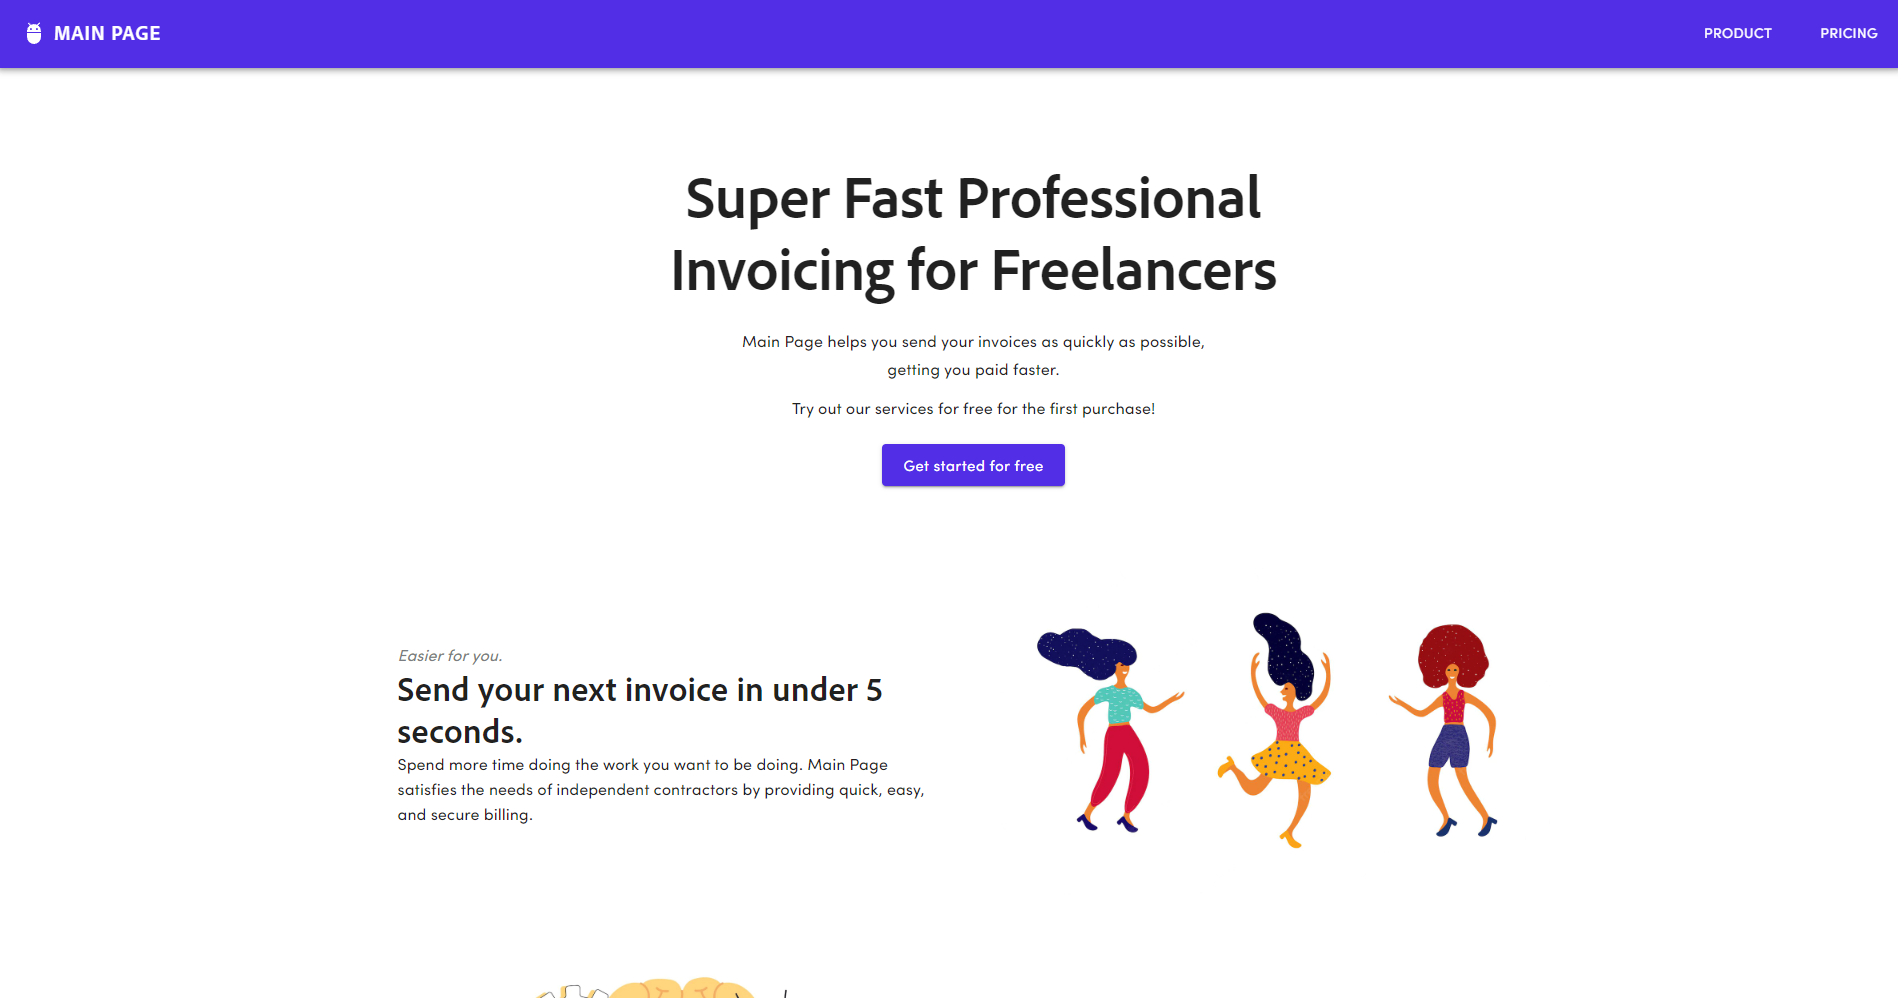 MAIN PAGE
PRODUCT
PRICING
Super Fast Professional
Invoicing for Freelancers
Main Page helps you send your invoices as quickly as possible,
getting you paid faster.
Try out our services for free for the first purchase!
Get started for free
Easier for you.
Send your next invoice in under 5
seconds.
Spend more time doing the work you want to be doing. Main Page
satisfies the needs of independent contractors by providing quick, easy,
and secure billing.